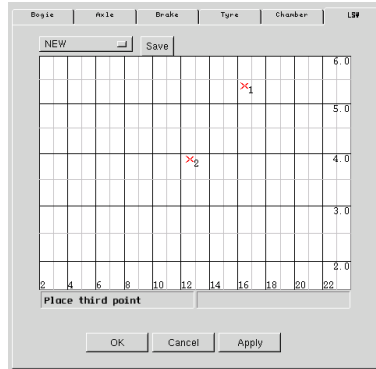 Bogie Axle Brake Tyre Chamber LSV
NEW Save
6.0
1
5.0
2
4.0
3.0
2.0
2 4 6 8 10 12 14 16 18 20 22
Place third point
OK Cancel Apply